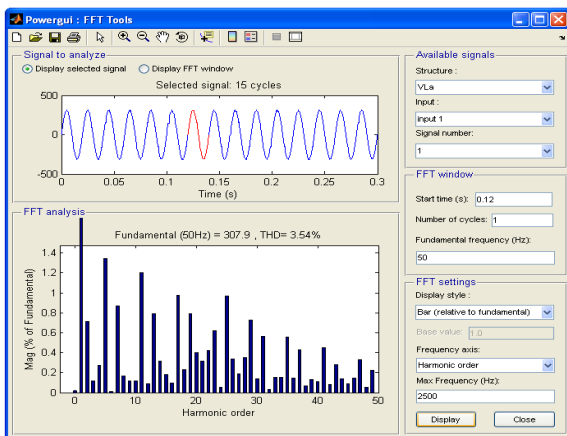 Powergui : FFT Tools
Signal to analyze
Display selected signal
Display FFT window
Selected signal: 15 cycles
500
0
-500
0
0.05
0.1
0.15
0.2
0.25
0.3
Time (s)
FFT analysis
Fundamental (50Hz) = 307.9 , THD= 3.54%
Mag (% of Fundamental)
1.4
1.2
1
0.8
0.6
0.4
0.2
0
0
10
20
30
40
50
Harmonic order
Available signals
Structure :
VLa
Input :
input 1
Signal number:
1
FFT window
Start time (s): 0.12
Number of cycles: 1
Fundamental frequency (Hz):
50
FFT settings
Display style :
Bar (relative to fundamental)
Base value: 1.0
Frequency axis:
Harmonic order
Max Frequency (Hz):
2500
Display
Close